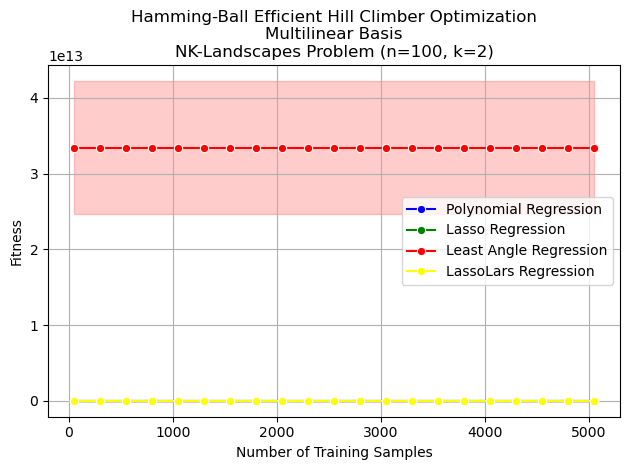 Hamming-Ball Efficient Hill Climber Optimization
Multilinear Basis
NK-Landscapes Problem (n=100, k=2)
1e13
4
3
2
1
0
Fitness
Polynomial Regression
Lasso Regression
Least Angle Regression
LassoLars Regression
0 1000 2000 3000 4000 5000
Number of Training Samples